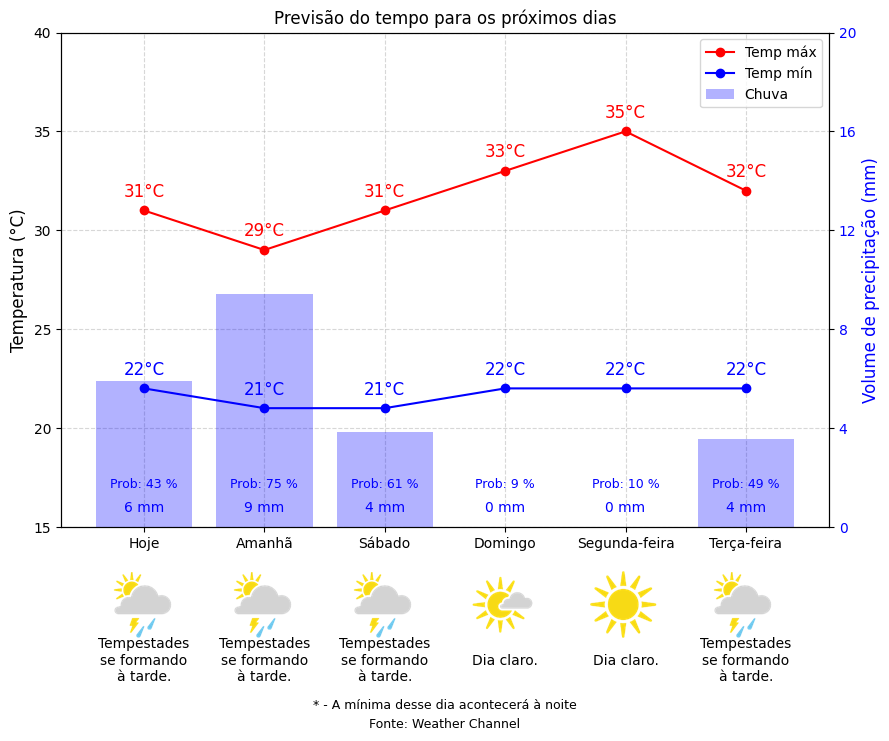 Previsão do tempo para os próximos dias
40 20
Temp máx
Temp mín
Chuva
35°C
35 16
33°C
32°C
31°C 31°C
29°C
30 12
Temperatura (°C)
Volume de precipitação (mm)
25 8
22°C 21°C 21°C 22°C 22°C 22°C
20 4
Prob: 43 % Prob: 75 % Prob: 61 % Prob: 9 % Prob: 10 % Prob: 49 %
6 mm 9 mm 4 mm 0 mm 0 mm 4 mm
15 0
Hoje Amanhã Sábado Domingo Segunda-feira Terça-feira
Tempestades Tempestades Tempestades Tempestades
se formando se formando se formando Dia claro. Dia claro. se formando
à tarde. à tarde. à tarde. à tarde.
* - A mínima desse dia acontecerá à noite
Fonte: Weather Channel